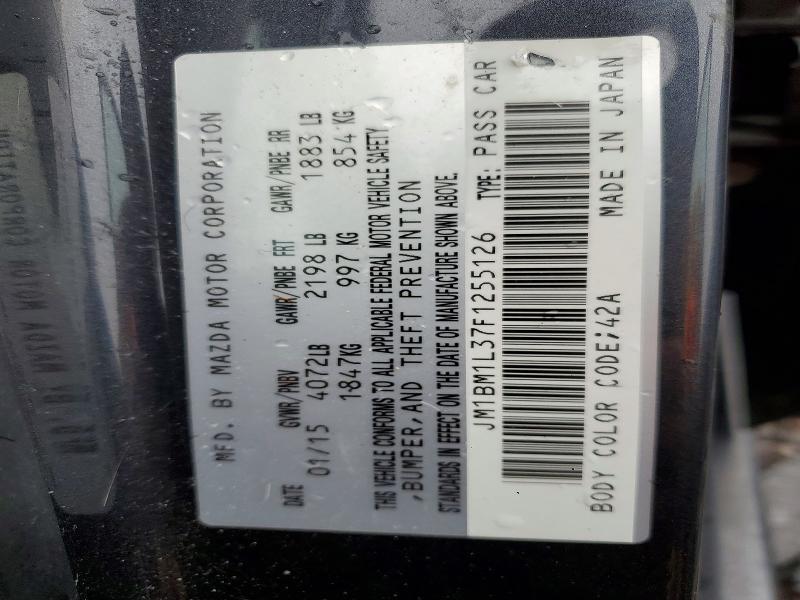 MFD. BY MAZDA MOTOR CORPORATION
DATE GVWR/PNBV GAWR/PNBE FRT GAWR/PNBE RR
01/15 4072LB 2198 LB 1883 LB
1847KG 997 KG 854 KG
THIS VEHICLE CONFORMS TO ALL APPLICABLE FEDERAL MOTOR VEHICLE SAFETY
,BUMPER,AND THEFT PREVENTION
STANDARDS IN EFFECT ON THE DATE OF MANUFACTURE SHOWN ABOVE.
JM1BM1L37F1255126 TYPE: PASS CAR
BODY COLOR CODE;42A MADE IN JAPAN